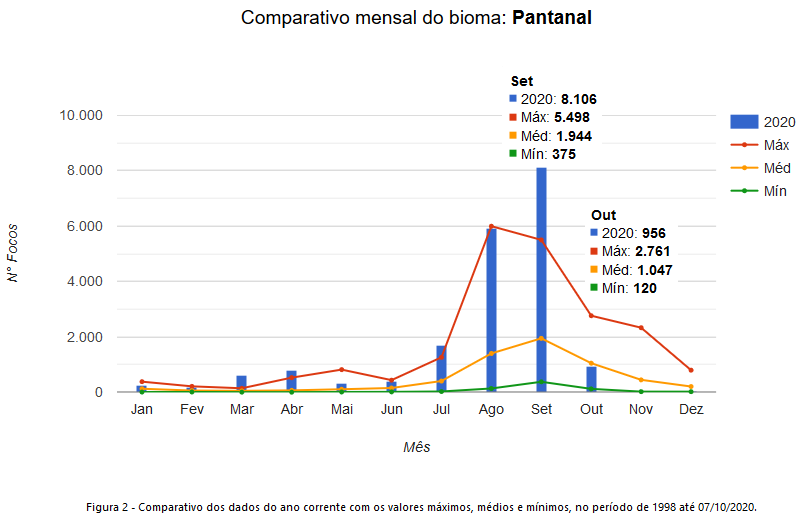 Comparativo mensal do bioma: Pantanal
Set
2020: 8.106
Máx: 5.498
Méd: 1.944
Mín: 375
Out
2020: 956
Máx: 2.761
Méd: 1.047
Mín: 120
2020
Máx
Méd
Mín
N° Focos
10.000
8.000
6.000
4.000
2.000
0
Jan Fev Mar Abr Mai Jun Jul Ago Set Out Nov Dez
Mês
Figura 2 - Comparativo dos dados do ano corrente com os valores máximos, médios e mínimos, no período de 1998 até 07/10/2020.